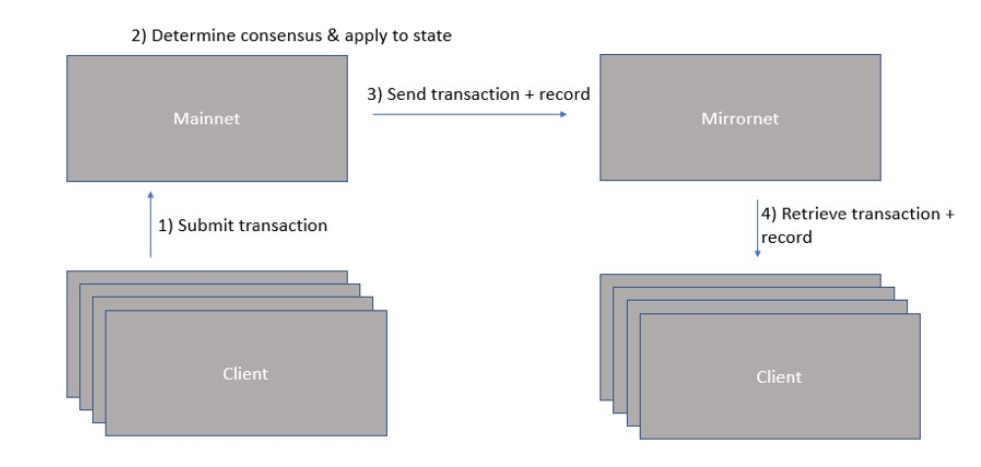 2) Determine consensus & apply to state
Mainnet
3) Send transaction + record
Mirrornet
1) Submit transaction
4) Retrieve transaction +
record
Client
Client